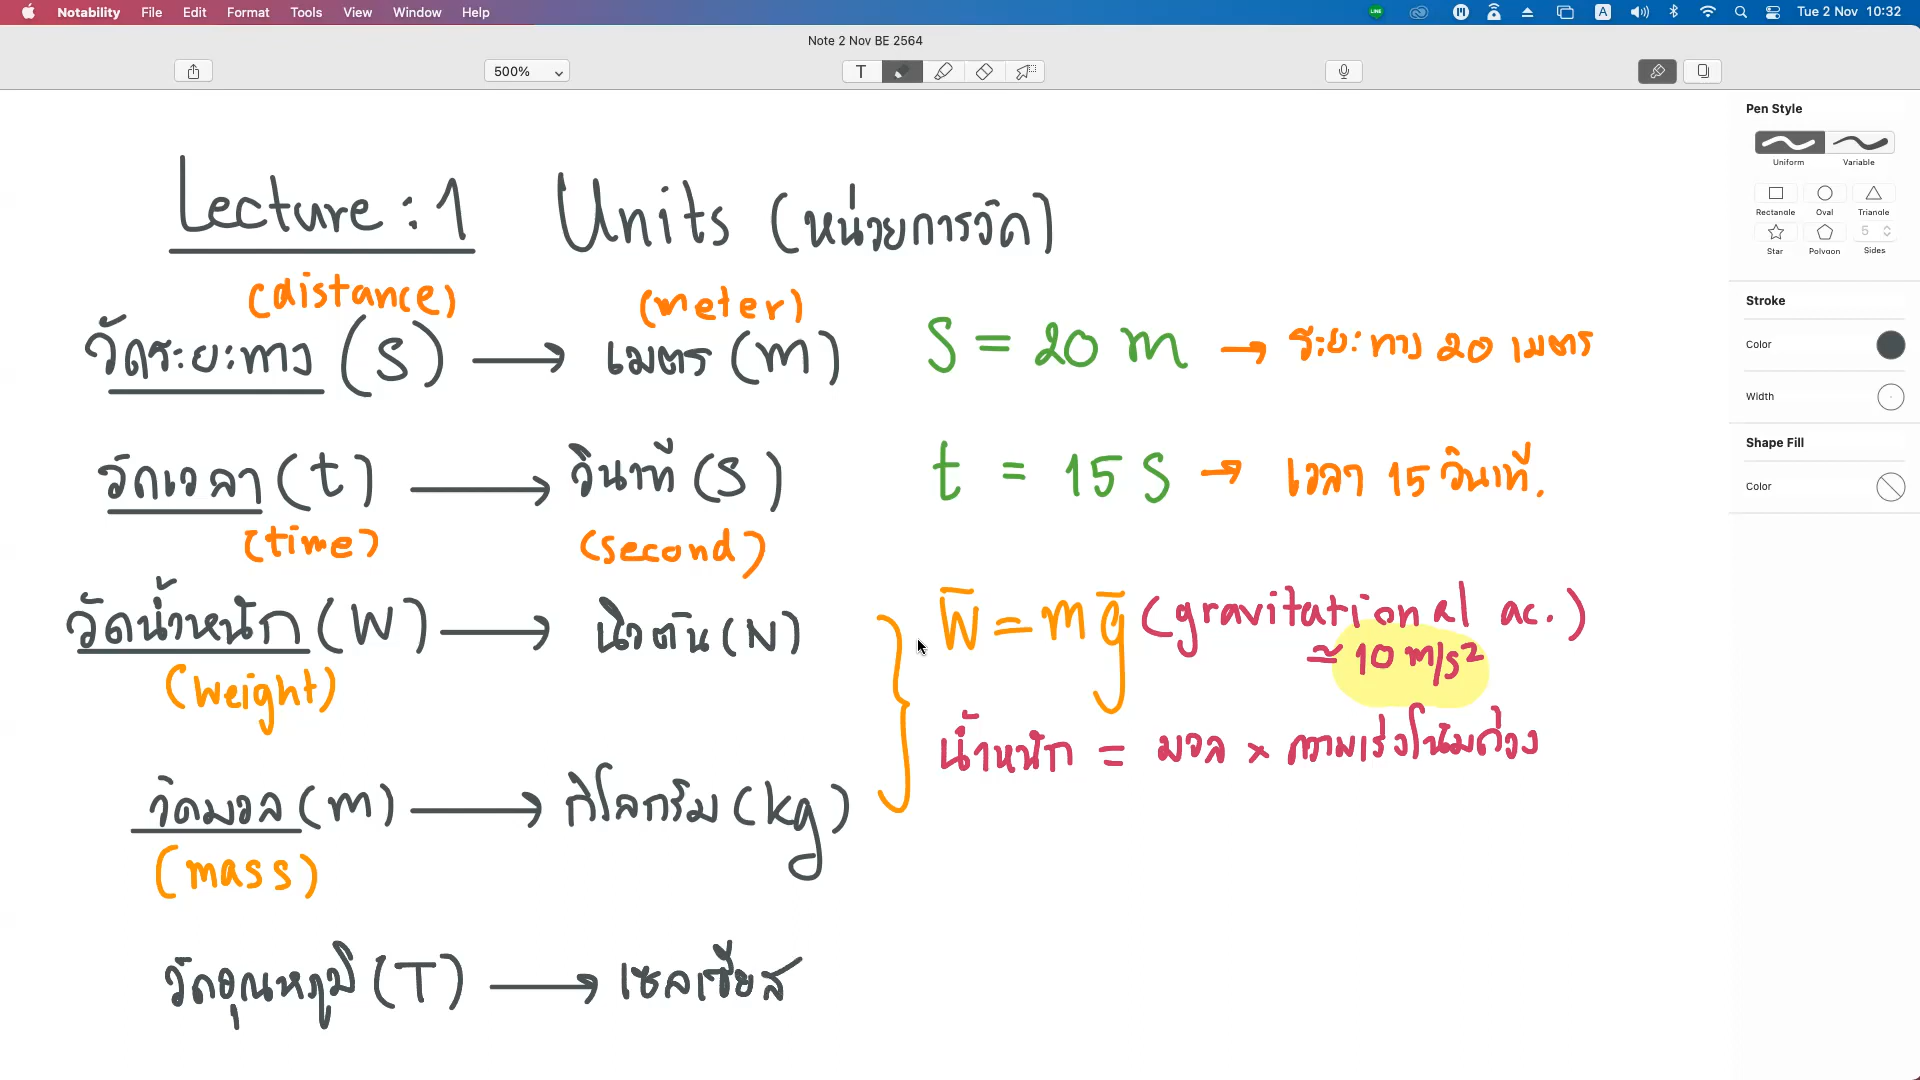 Notability File Edit Format Tools View Window Help
LINE A Tue 2 Nov 10:32
Note 2 Nov BE 2564
500% T
Pen Style
Uniform Variable
Rectangle Oval Triangle
5
Star Polygon Sides
Stroke
Color
Width
Shape Fill
Color
Lecture : 1 Units (หน่วยการวัด)
(distance) (meter)
วัดระยะทาง (S) → เมตร (m) S = 20 m → ระยะทาง 20 เมตร
วัดเวลา (t) → วินาที (S) t = 15 S → เวลา 15 วินาที.
(time) (second)
วัดน้ำหนัก (W) → นิวตัน (N) W̄ = mḡ (gravitational ac.)
≃ 10 m/s²
(Weight)
น้ำหนัก = มวล × ความเร่งโน้มถ่วง
วัดมวล (m) → กิโลกรัม (kg)
(mass)
วัดอุณหภูมิ (T) → เซลเซียส